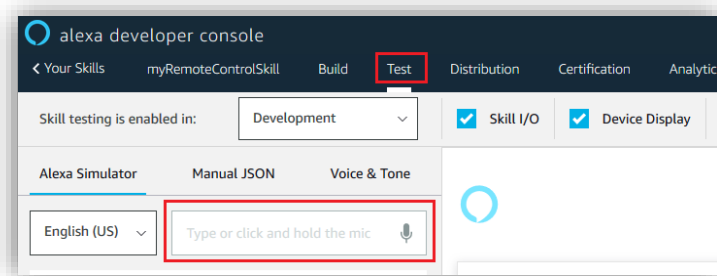 alexa developer console
Your Skills myRemoteControlSkill Build Test Distribution Certification Analytic
Skill testing is enabled in: Development Skill I/O Device Display
Alexa Simulator Manual JSON Voice & Tone
English (US) Type or click and hold the mic